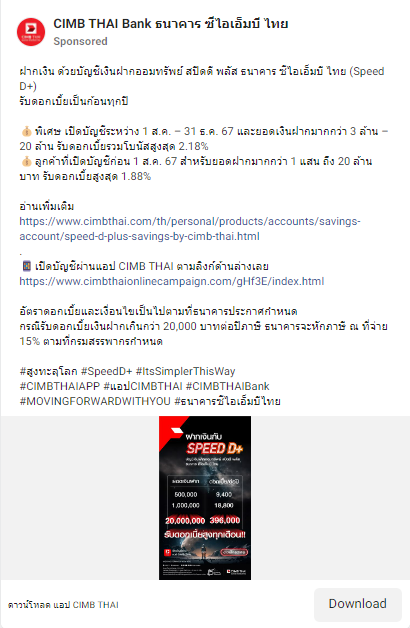 CIMB THAI Bank ธนาคาร ซีไอเอ็มบี ไทย
Sponsored
ฝากเงิน ด้วยบัญชีเงินฝากออมทรัพย์ สปีดดี พลัส ธนาคาร ซีไอเอ็มบี ไทย (Speed
D+)
รับดอกเบี้ยเป็นก้อนทุกปี
👍 พิเศษ เปิดบัญชีระหว่าง 1 ส.ค. – 31 ธ.ค. 67 และยอดเงินฝากมากกว่า 3 ล้าน –
20 ล้าน รับดอกเบี้ยรวมโบนัสสูงสุด 2.18%
👍 ลูกค้าที่เปิดบัญชีก่อน 1 ส.ค. 67 สำหรับยอดฝากมากกว่า 1 แสน ถึง 20 ล้าน
บาท รับดอกเบี้ยสูงสุด 1.88%
อ่านเพิ่มเติม
https://www.cimbthai.com/th/personal/products/accounts/savings-
account/speed-d-plus-savings-by-cimb-thai.html
.
📱 เปิดบัญชีผ่านแอป CIMB THAI ตามลิงก์ด้านล่างเลย
https://www.cimbthaionlinecampaign.com/gHf3E/index.html
อัตราดอกเบี้ยและเงื่อนไขเป็นไปตามที่ธนาคารประกาศกำหนด
กรณีรับดอกเบี้ยเงินฝากเกินกว่า 20,000 บาทต่อปีภาษี ธนาคารจะหักภาษี ณ ที่จ่าย
15% ตามที่กรมสรรพากรกำหนด
#สูงทะลุโลก #SpeedD+ #ItsSimplerThisWay
#CIMBTHAIAPP #แอปCIMBTHAI #CIMBTHAIBank
#MOVINGFORWARDWITHYOU #ธนาคารซีไอเอ็มบีไทย
ฝากเงินกับ
SPEED D+
ยอดเงินฝาก ดอกเบี้ยต่อปี
500,000 9,400
1,000,000 18,800
20,000,000 396,000
รับดอกเบี้ยสูงทุกเดือน!!
CIMB THAI
ดาวน์โหลด แอป CIMB THAI
Download